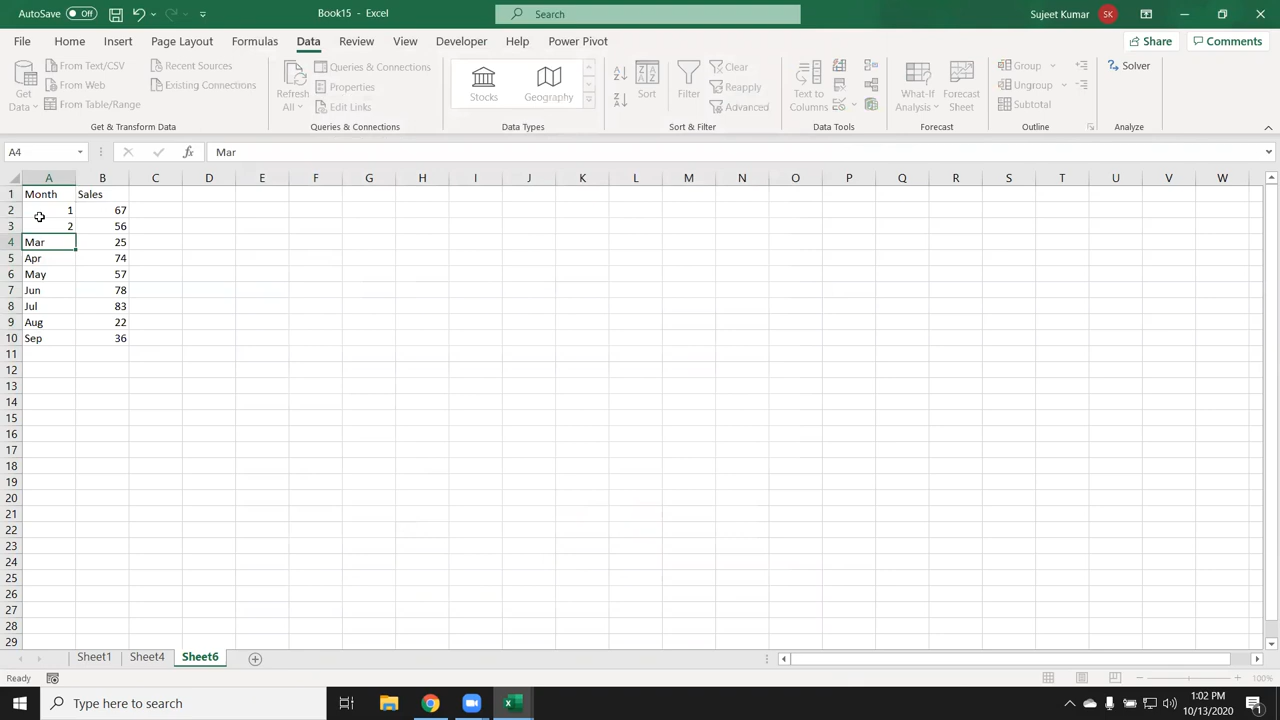 AutoSave Off Book15 - Excel Search Sujeet Kumar SK
File Home Insert Page Layout Formulas Data Review View Developer Help Power Pivot Share Comments
Get Data From Text/CSV From Web From Table/Range Recent Sources Existing Connections Refresh All Queries & Connections Properties Edit Links Stocks Geography Sort Filter Clear Reapply Advanced Text to Columns What-If Analysis Forecast Sheet Group Ungroup Subtotal Solver
Get & Transform Data Queries & Connections Data Types Sort & Filter Data Tools Forecast Outline Analyze
A4 fx Mar
A B C D E F G H I J K L M N O P Q R S T U V W
1 Month Sales
2 1 67
3 2 56
4 Mar 25
5 Apr 74
6 May 57
7 Jun 78
8 Jul 83
9 Aug 22
10 Sep 36
11
12
13
14
15
16
17
18
19
20
21
22
23
24
25
26
27
28
29
Sheet1 Sheet4 Sheet6
Ready 100%
Type here to search 1:02 PM
10/13/2020